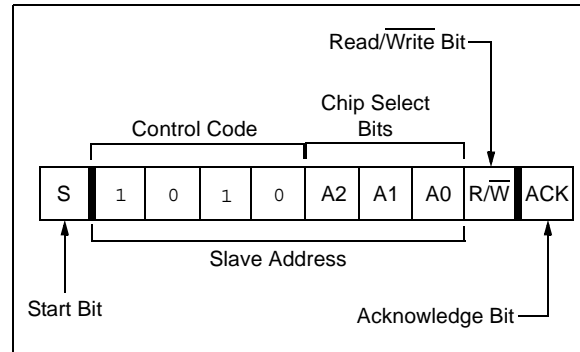 Read/Write Bit
Chip Select
Bits
Control Code
S 1 0 1 0 A2 A1 A0 R/W ACK
Slave Address
Start Bit
Acknowledge Bit